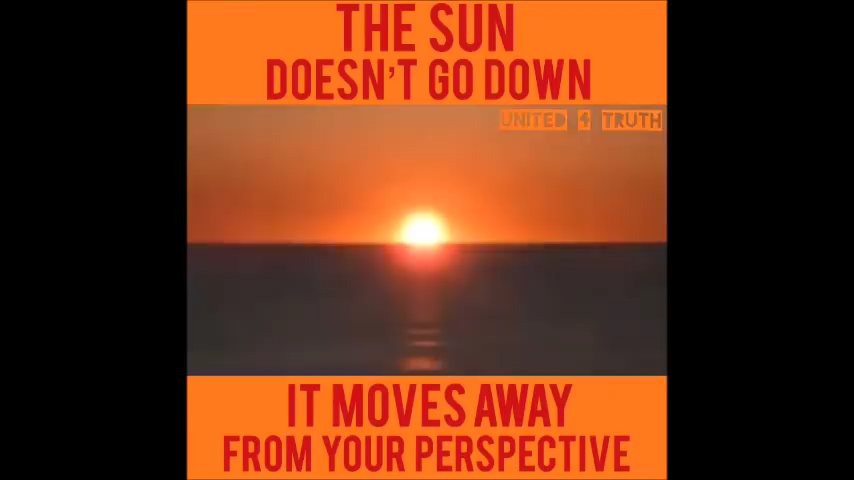 THE SUN
DOESN'T GO DOWN
UNITED 4 TRUTH
IT MOVES AWAY
FROM YOUR PERSPECTIVE